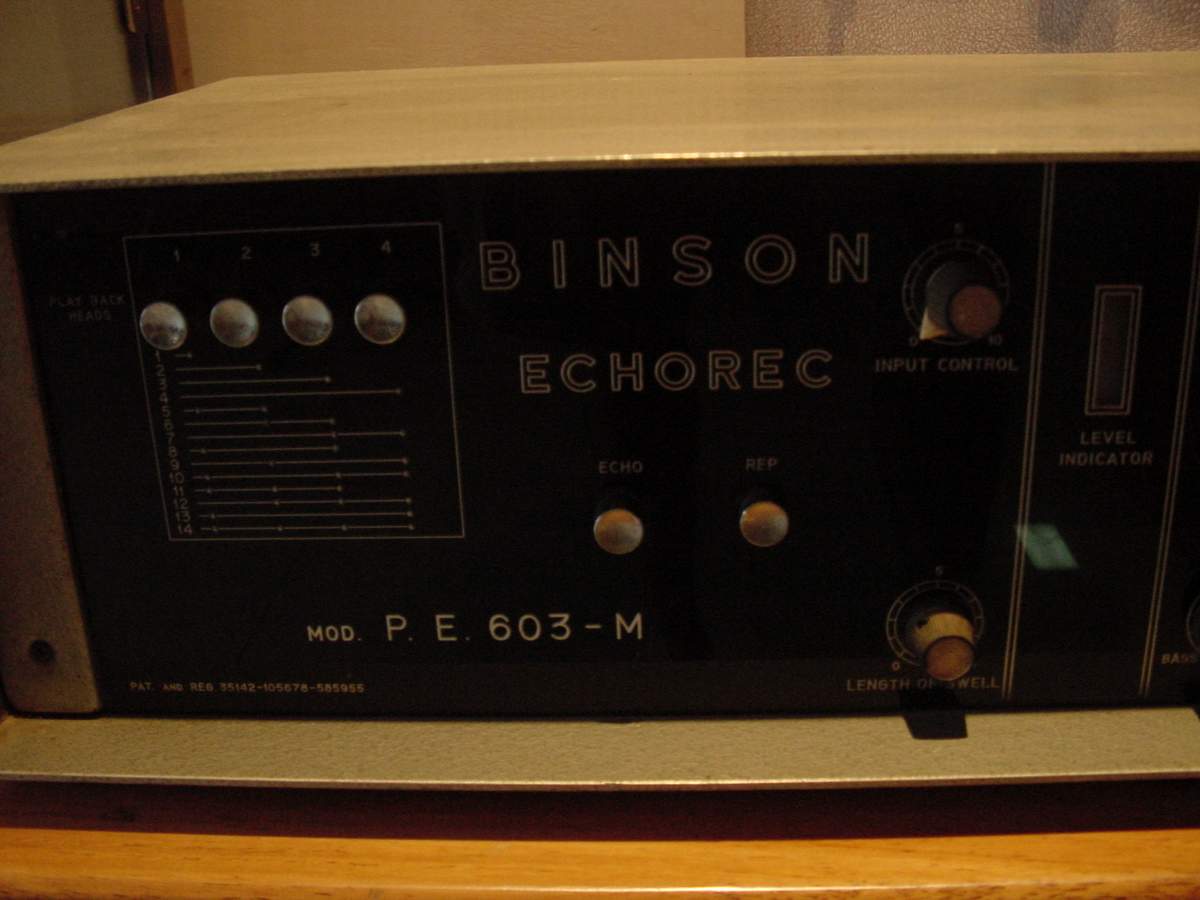 1 2 3 4
PLAY BACK
HEADS
1
2
3
4
5
6
7
8
9
10
11
12
13
14
BINSON
ECHOREC
ECHO
REP
MOD. P. E. 603-M
PAT. AND REG 35142-105678-585955
5
0 10
INPUT CONTROL
LEVEL
INDICATOR
5
0
LENGTH OF SWELL
BASS